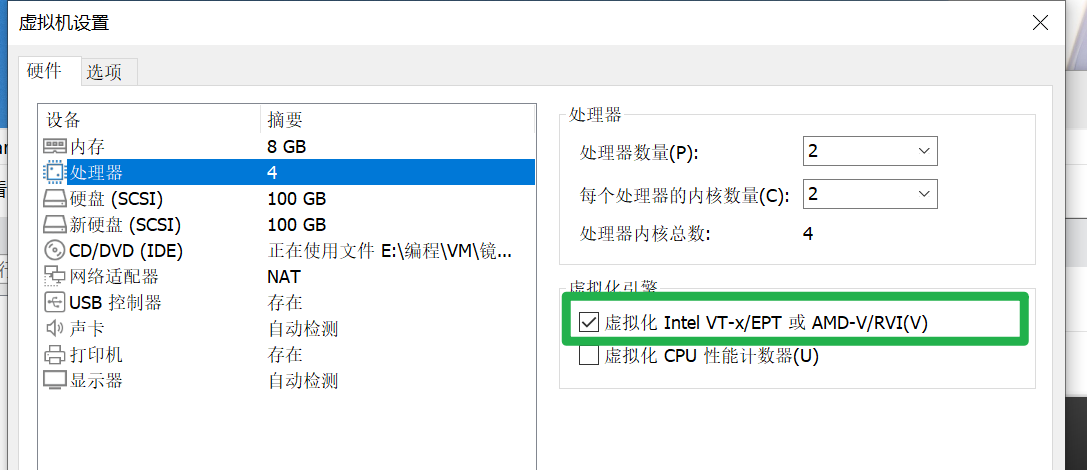 虚拟机设置
硬件 选项
设备 摘要
内存 8 GB
处理器 4
硬盘 (SCSI) 100 GB
新硬盘 (SCSI) 100 GB
CD/DVD (IDE) 正在使用文件 E:\编程\VM\镜...
网络适配器 NAT
USB 控制器 存在
声卡 自动检测
打印机 存在
显示器 自动检测
处理器
处理器数量(P): 2
每个处理器的内核数量(C): 2
处理器内核总数: 4
虚拟化引擎
虚拟化 Intel VT-x/EPT 或 AMD-V/RVI(V)
虚拟化 CPU 性能计数器(U)